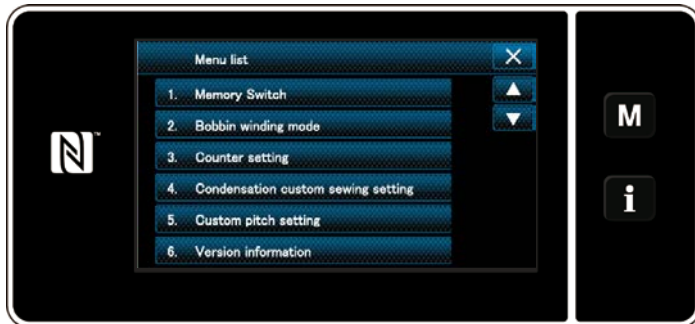 Menu list
1. Memory Switch
2. Bobbin winding mode
3. Counter setting
4. Condensation custom sewing setting
5. Custom pitch setting
6. Version information
M
i
N